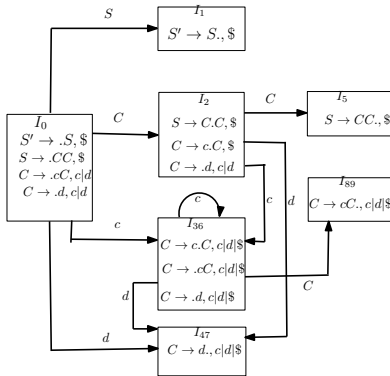 S
I₁
S′ → S., $
I₀
S′ → .S, $
S → .CC, $
C → .cC, c|d
C → .d, c|d
C
I₂
S → C.C, $
C → c.C, $
C → .d, c|d
C
I₅
S → CC., $
c
d
c
c
I₃₆
C → c.C, c|d|$
C → .cC, c|d|$
C → .d, c|d|$
I₈₉
C → cC., c|d|$
C
d
d
I₄₇
C → d., c|d|$